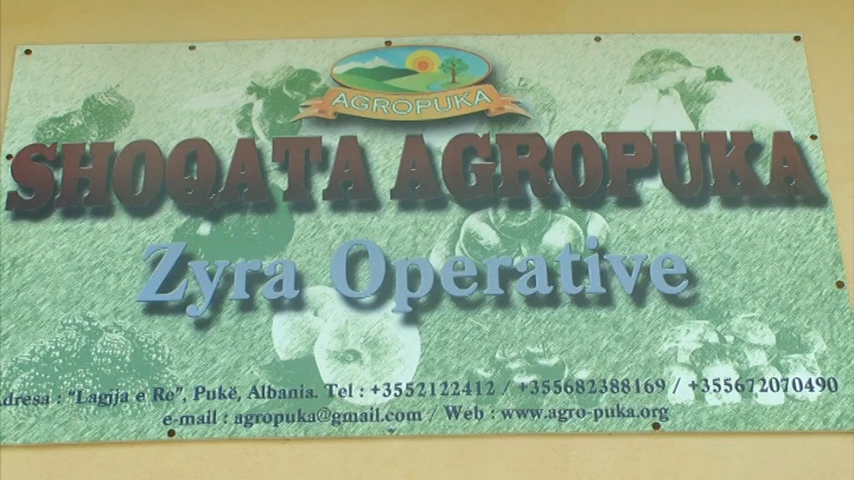 AGROPUKA
SHOQATA AGROPUKA
Zyra Operative
dresa : "Lagjja e Re", Pukë, Albania. Tel : +3552122412 / +355682388169 / +355672070490
e-mail : agropuka@gmail.com / Web : www.agro-puka.org